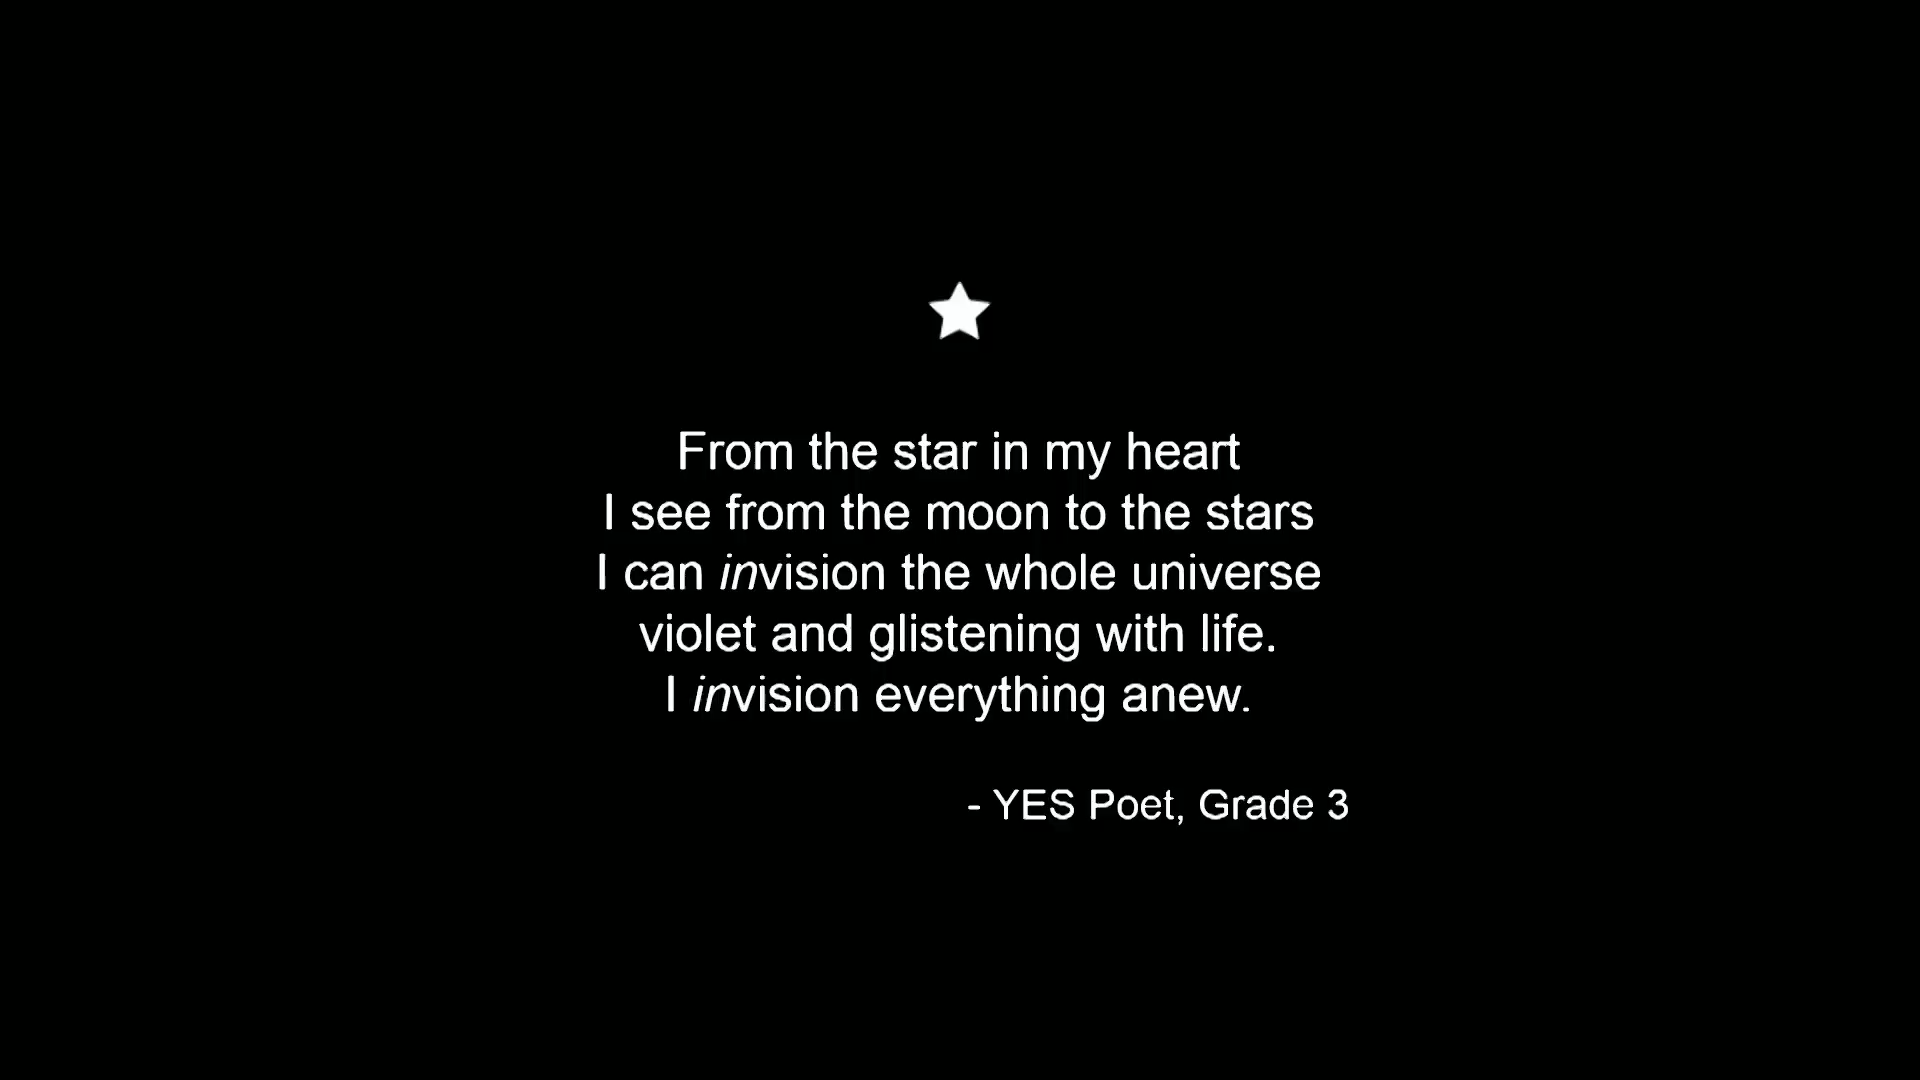 From the star in my heart
I see from the moon to the stars
I can invision the whole universe
violet and glistening with life.
I invision everything anew.
- YES Poet, Grade 3